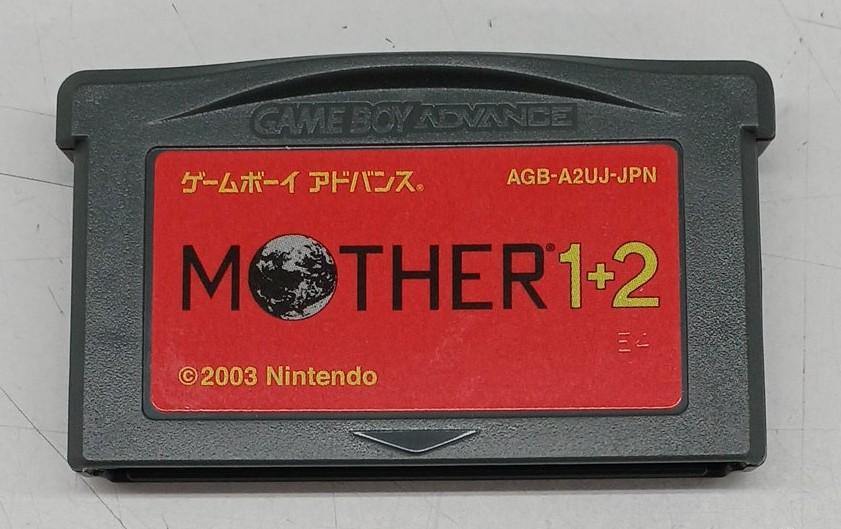 GAME BOY ADVANCE
ゲームボーイ アドバンス® AGB-A2UJ-JPN
MOTHER® 1+2
©2003 Nintendo